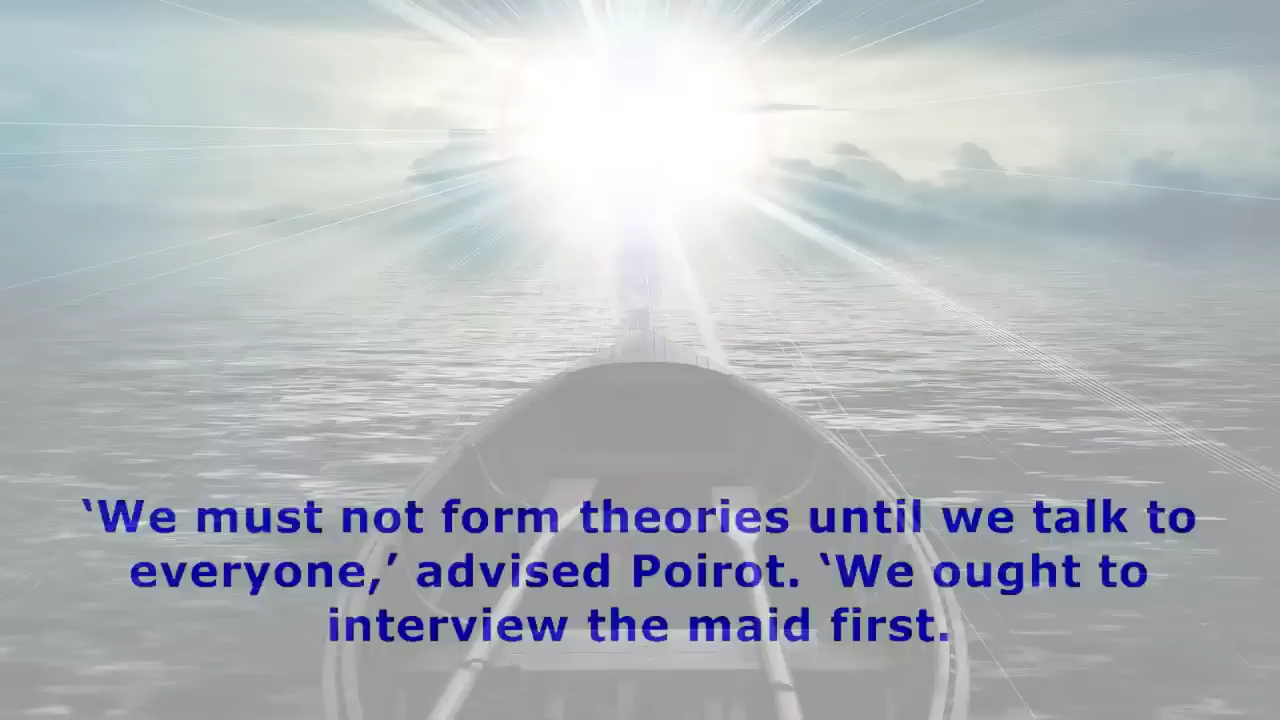 ‘We must not form theories until we talk to
everyone,’ advised Poirot. ‘We ought to
interview the maid first.